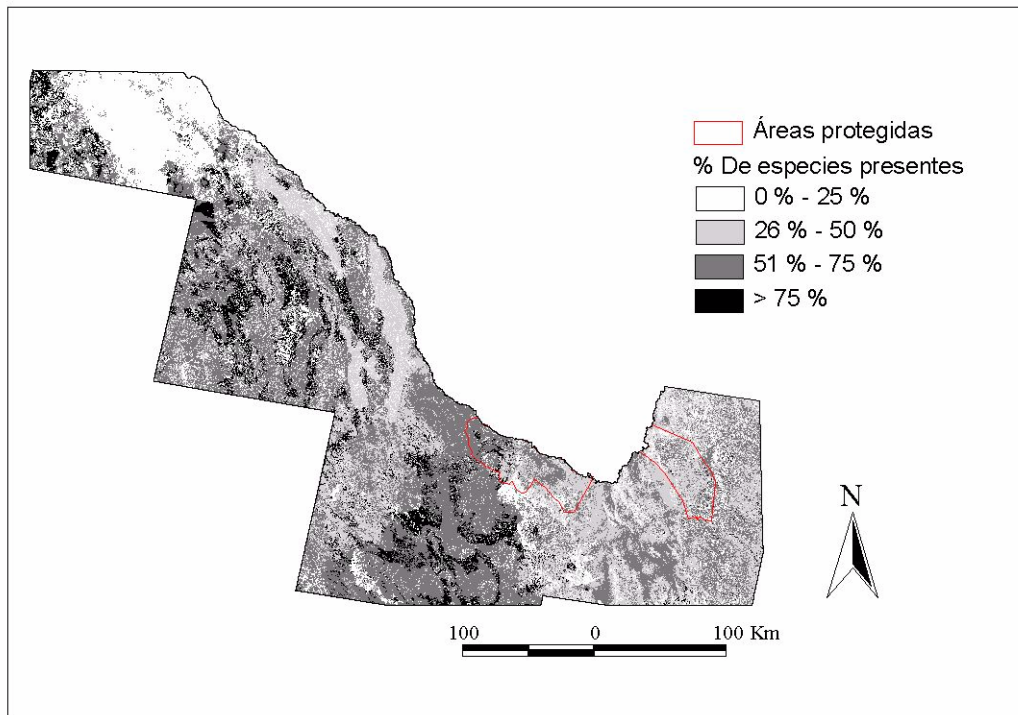 Áreas protegidas
% De especies presentes
0 % - 25 %
26 % - 50 %
51 % - 75 %
> 75 %
N
100 0 100 Km